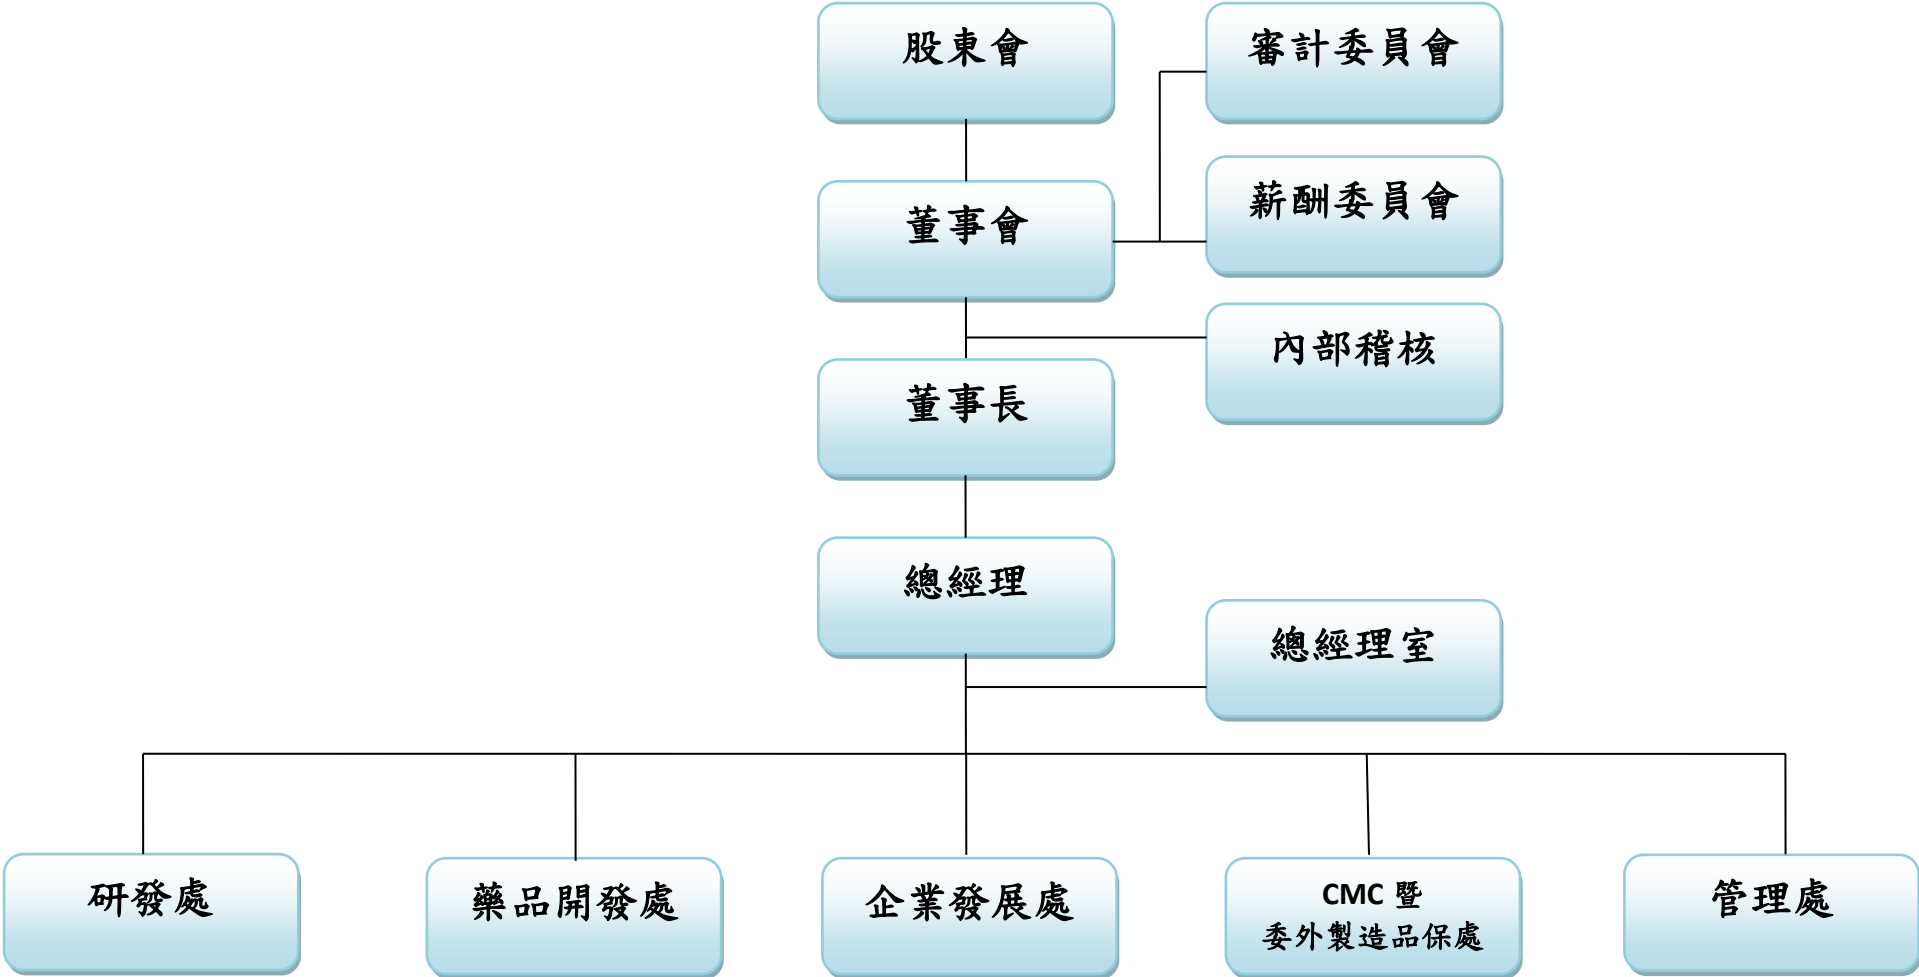 股東會
審計委員會
董事會
薪酬委員會
內部稽核
董事長
總經理
總經理室
研發處
藥品開發處
企業發展處
CMC 暨
委外製造品保處
管理處